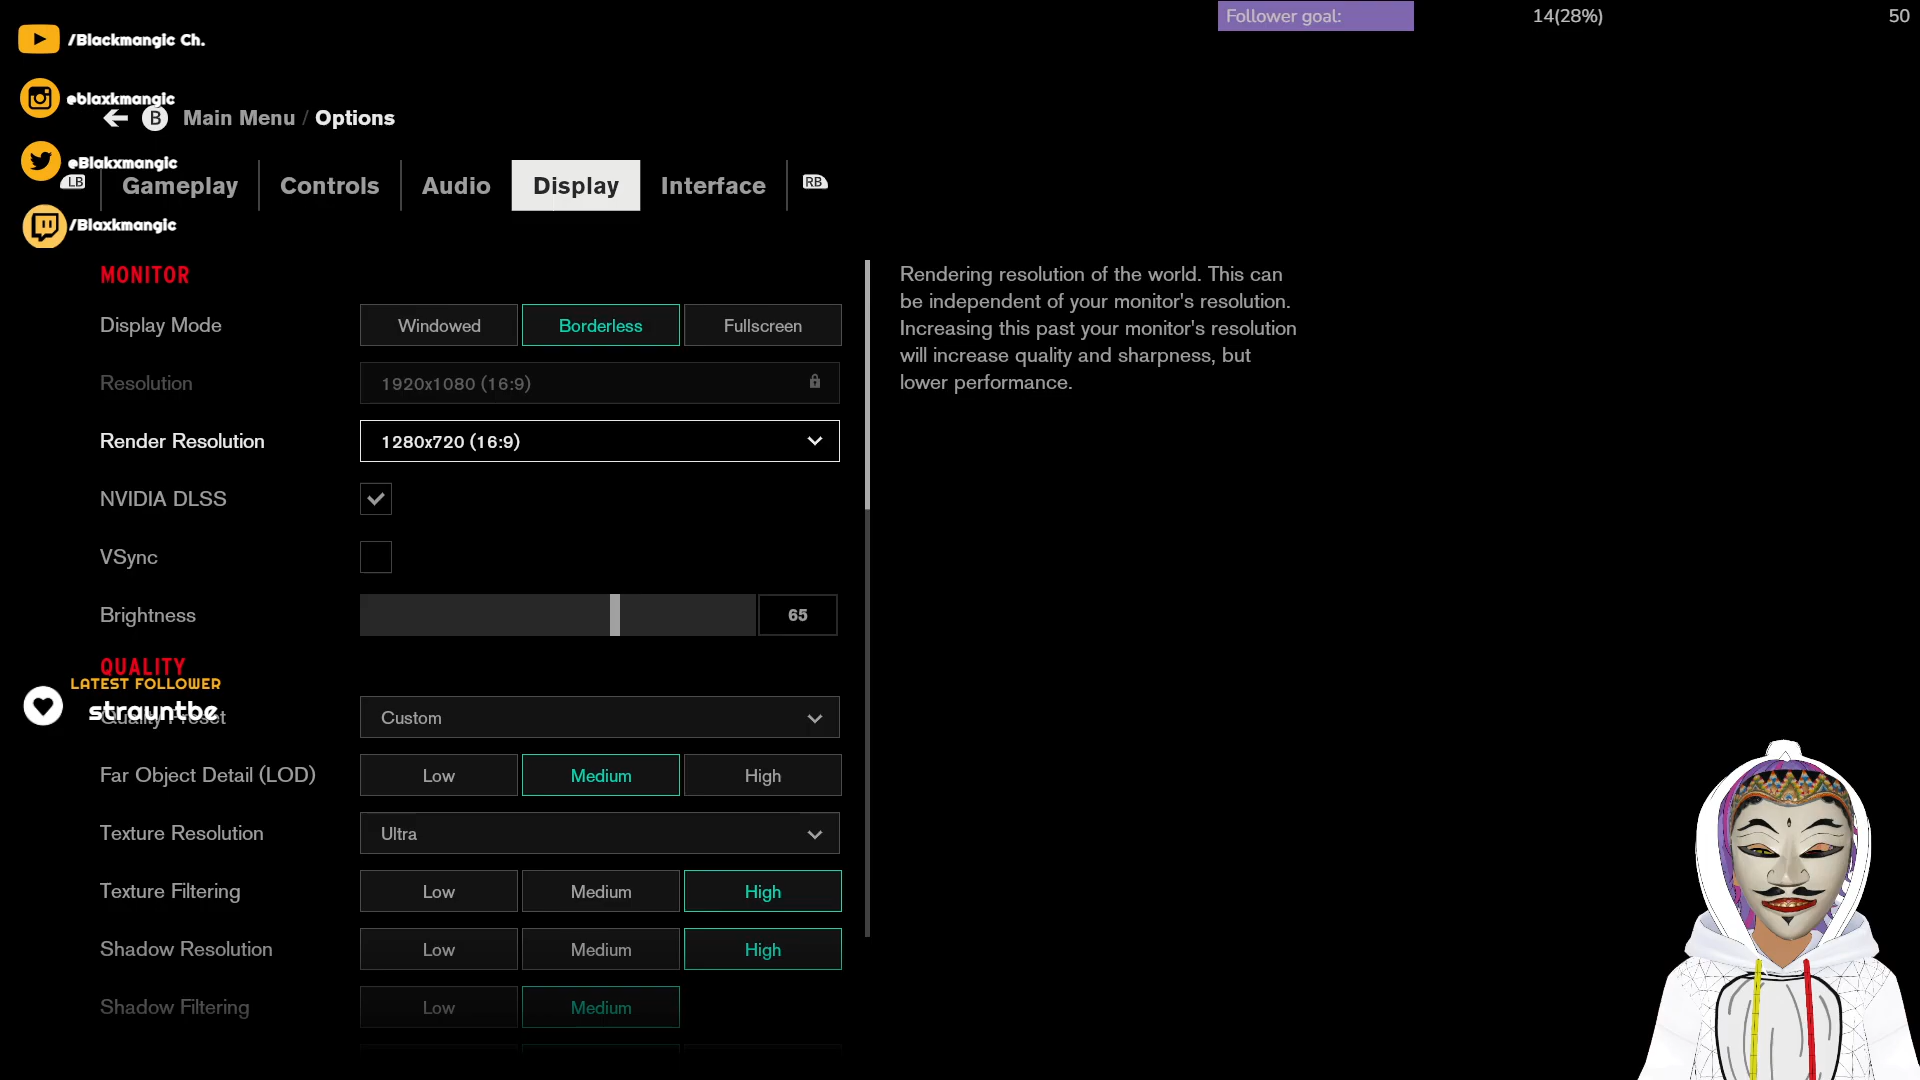 Follower goal: 14(28%) 50
/Blackmangic Ch.
@blaxkmangic
B Main Menu / Options
@Blakxmangic
LB Gameplay Controls Audio Display Interface RB
/Blaxkmangic
MONITOR
Display Mode Windowed Borderless Fullscreen
Resolution 1920x1080 (16:9)
Render Resolution 1280x720 (16:9)
NVIDIA DLSS
VSync
Brightness 65
Rendering resolution of the world. This can
be independent of your monitor's resolution.
Increasing this past your monitor's resolution
will increase quality and sharpness, but
lower performance.
QUALITY
LATEST FOLLOWER
strauntbe
Quality Preset Custom
Far Object Detail (LOD) Low Medium High
Texture Resolution Ultra
Texture Filtering Low Medium High
Shadow Resolution Low Medium High
Shadow Filtering Low Medium